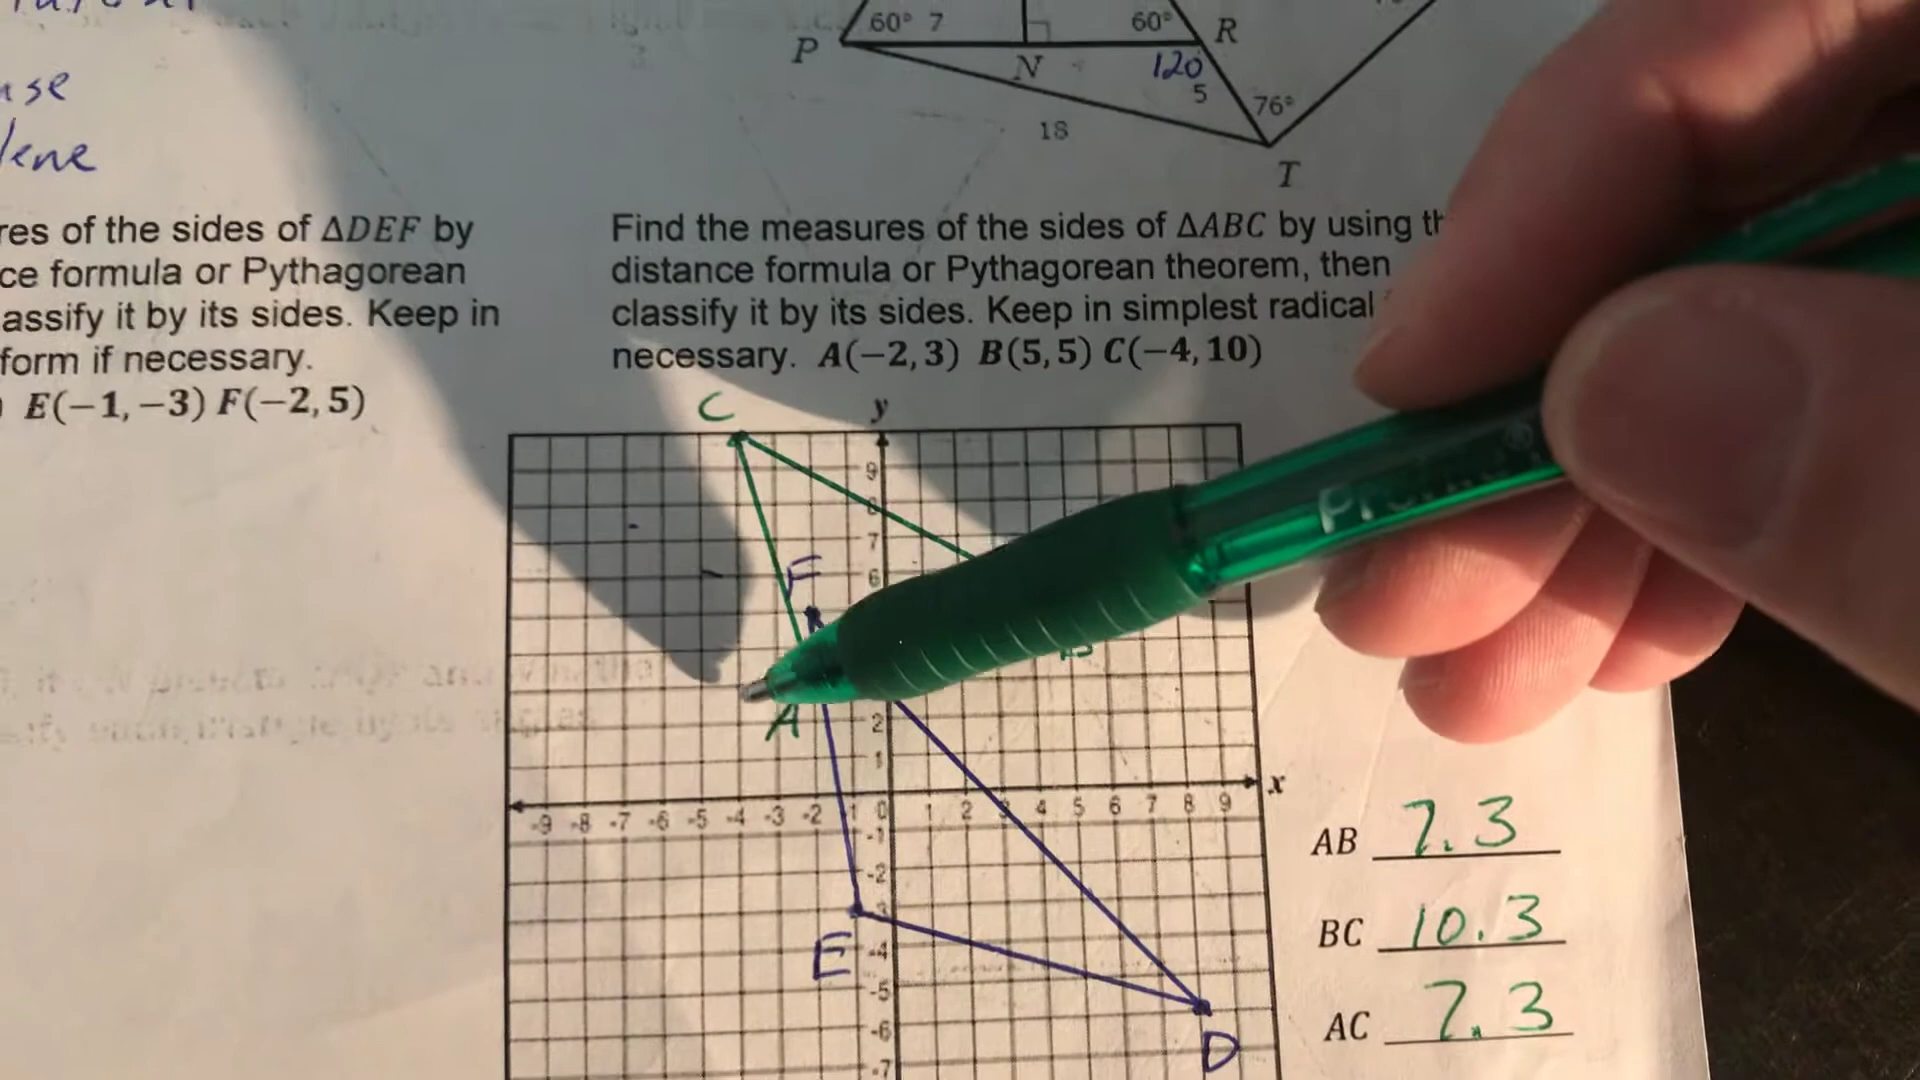 60° 7 60° R
P N 120
5 76°
18
T
use
lene
res of the sides of ΔDEF by
ce formula or Pythagorean
assify it by its sides. Keep in
form if necessary.
) E(−1,−3) F(−2,5)
Find the measures of the sides of ΔABC by using th
distance formula or Pythagorean theorem, then
classify it by its sides. Keep in simplest radical
necessary. A(−2,3) B(5,5) C(−4,10)
C y
9
8
7
F 6
A 2
1
x
-9 -8 -7 -6 -5 -4 -3 -2 1 0 1 2 3 4 5 6 7 8 9
-1
-2
3
E -4
-5
-6
D
-7
AB 7.3
BC 10.3
AC 7.3